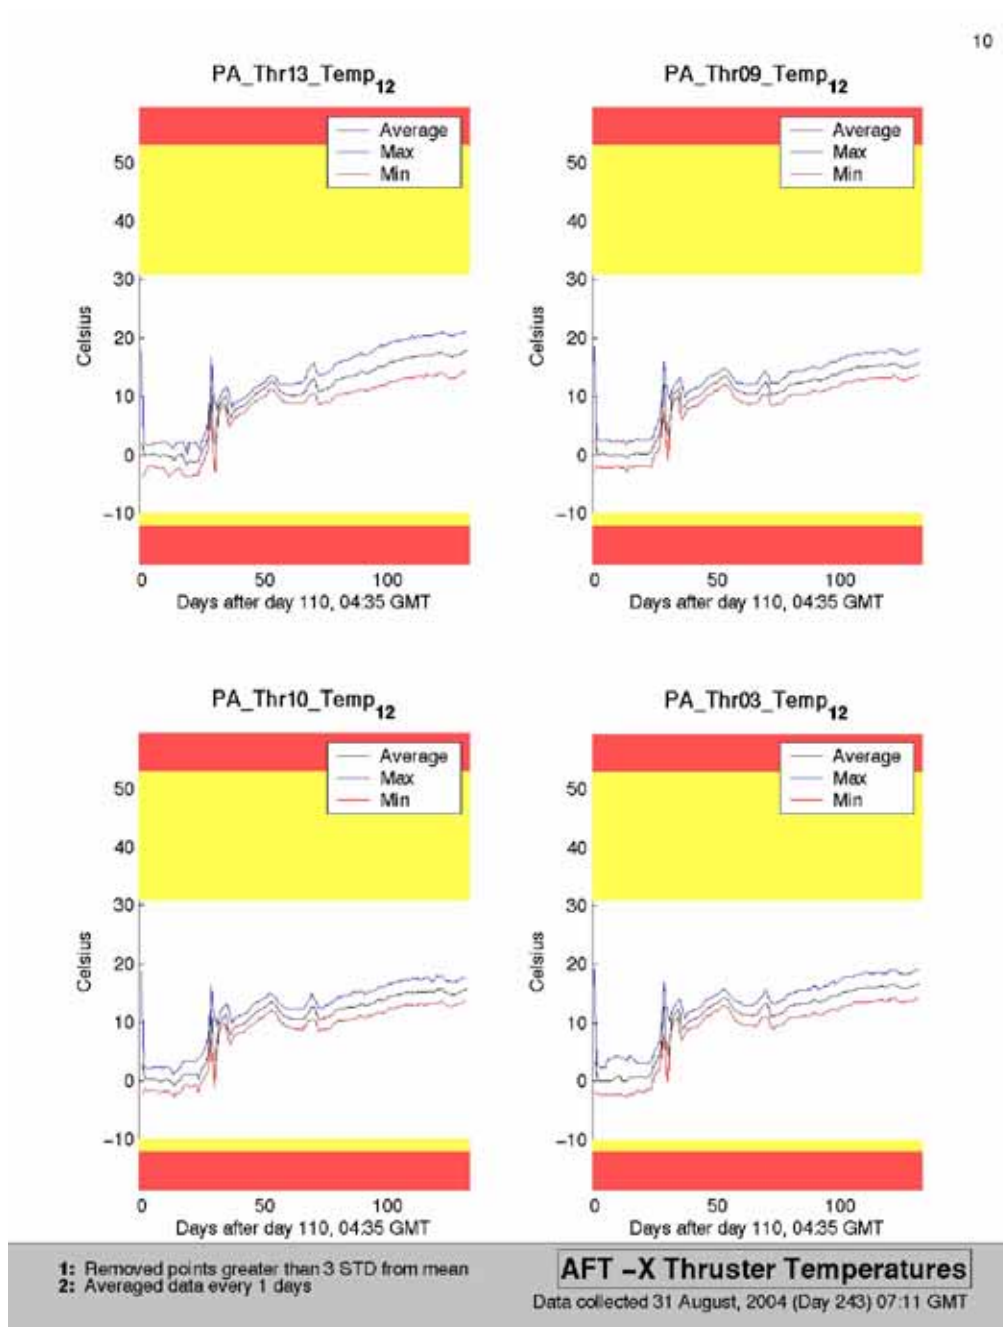 10
PA_Thr13_Temp12
Average
Max
Min
50
40
30
20
10
0
−10
Celsius
0 50 100
Days after day 110, 04:35 GMT
PA_Thr09_Temp12
Average
Max
Min
50
40
30
20
10
0
−10
Celsius
0 50 100
Days after day 110, 04:35 GMT
PA_Thr10_Temp12
Average
Max
Min
50
40
30
20
10
0
−10
Celsius
0 50 100
Days after day 110, 04:35 GMT
PA_Thr03_Temp12
Average
Max
Min
50
40
30
20
10
0
−10
Celsius
0 50 100
Days after day 110, 04:35 GMT
1: Removed points greater than 3 STD from mean
2: Averaged data every 1 days
AFT −X Thruster Temperatures
Data collected 31 August, 2004 (Day 243) 07:11 GMT